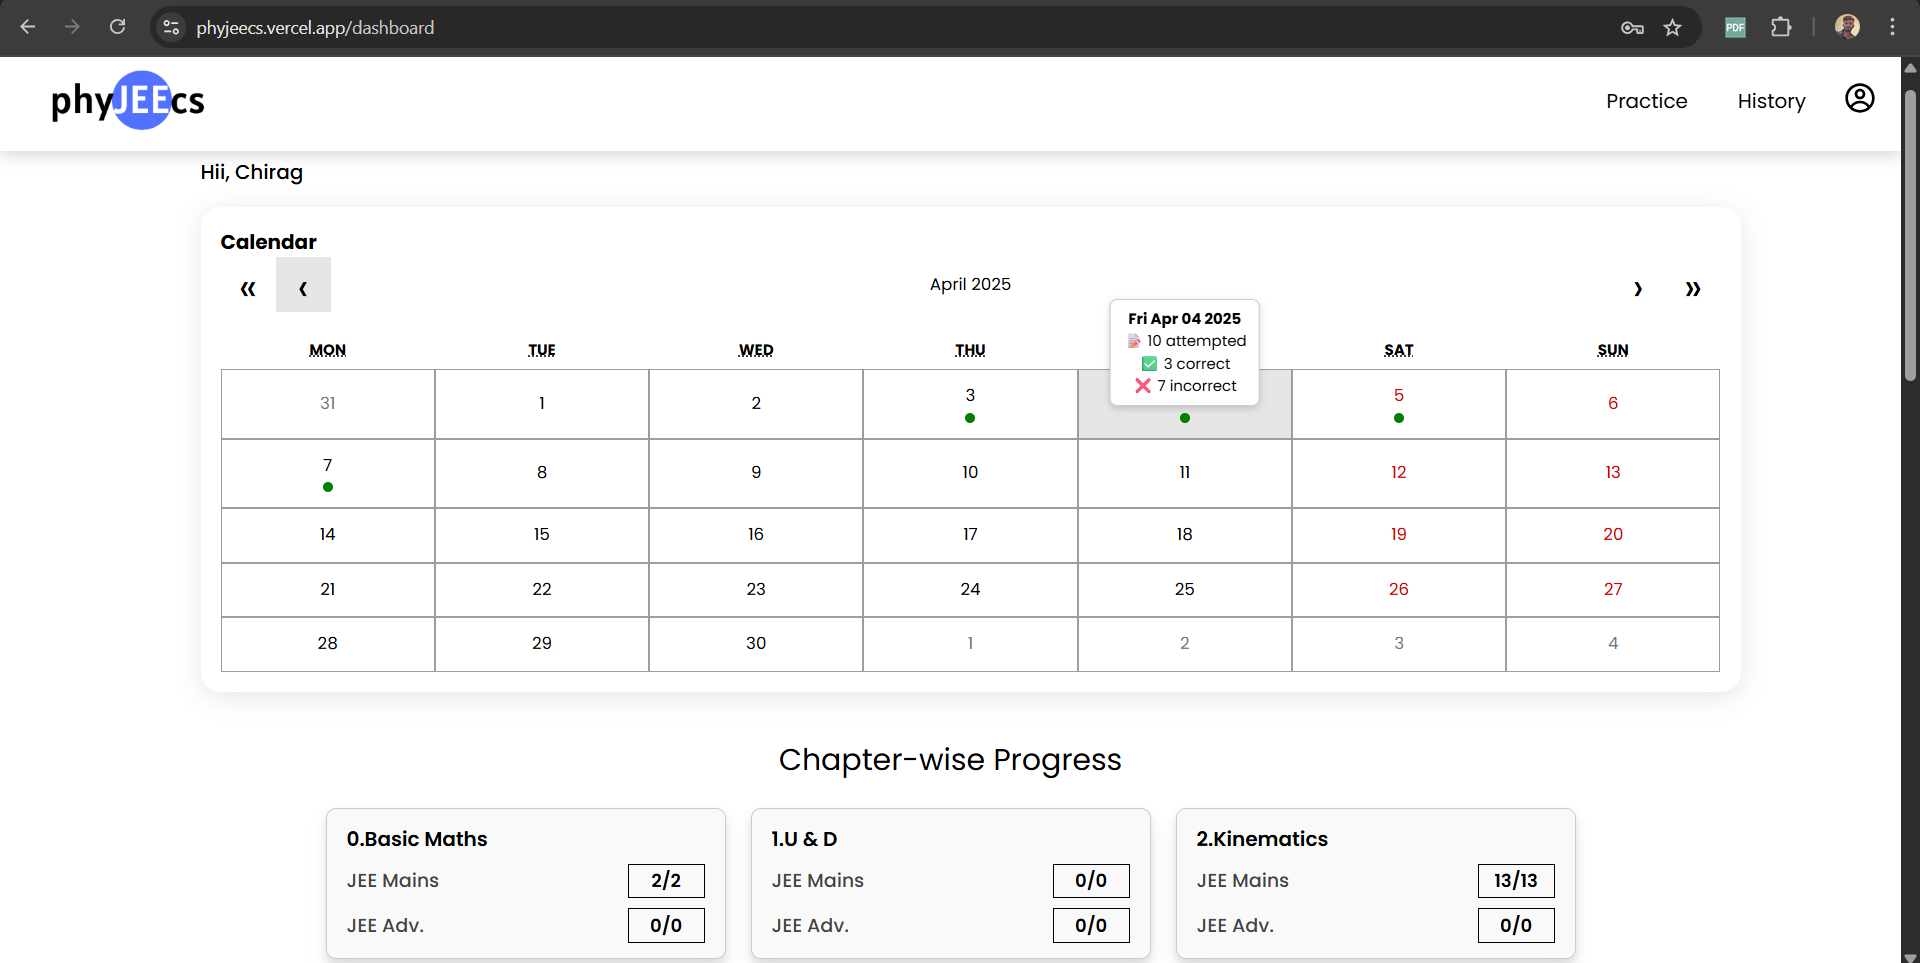 phyjeecs.vercel.app/dashboard
PDF
phyJEEcs
Practice
History
Hii, Chirag
Calendar
« ‹ April 2025 › »
MON TUE WED THU SAT SUN
Fri Apr 04 2025
📝 10 attempted
✅ 3 correct
❌ 7 incorrect
31 1 2 3 5 6
7 8 9 10 11 12 13
14 15 16 17 18 19 20
21 22 23 24 25 26 27
28 29 30 1 2 3 4
Chapter-wise Progress
0.Basic Maths
JEE Mains 2/2
JEE Adv. 0/0
1.U & D
JEE Mains 0/0
JEE Adv. 0/0
2.Kinematics
JEE Mains 13/13
JEE Adv. 0/0